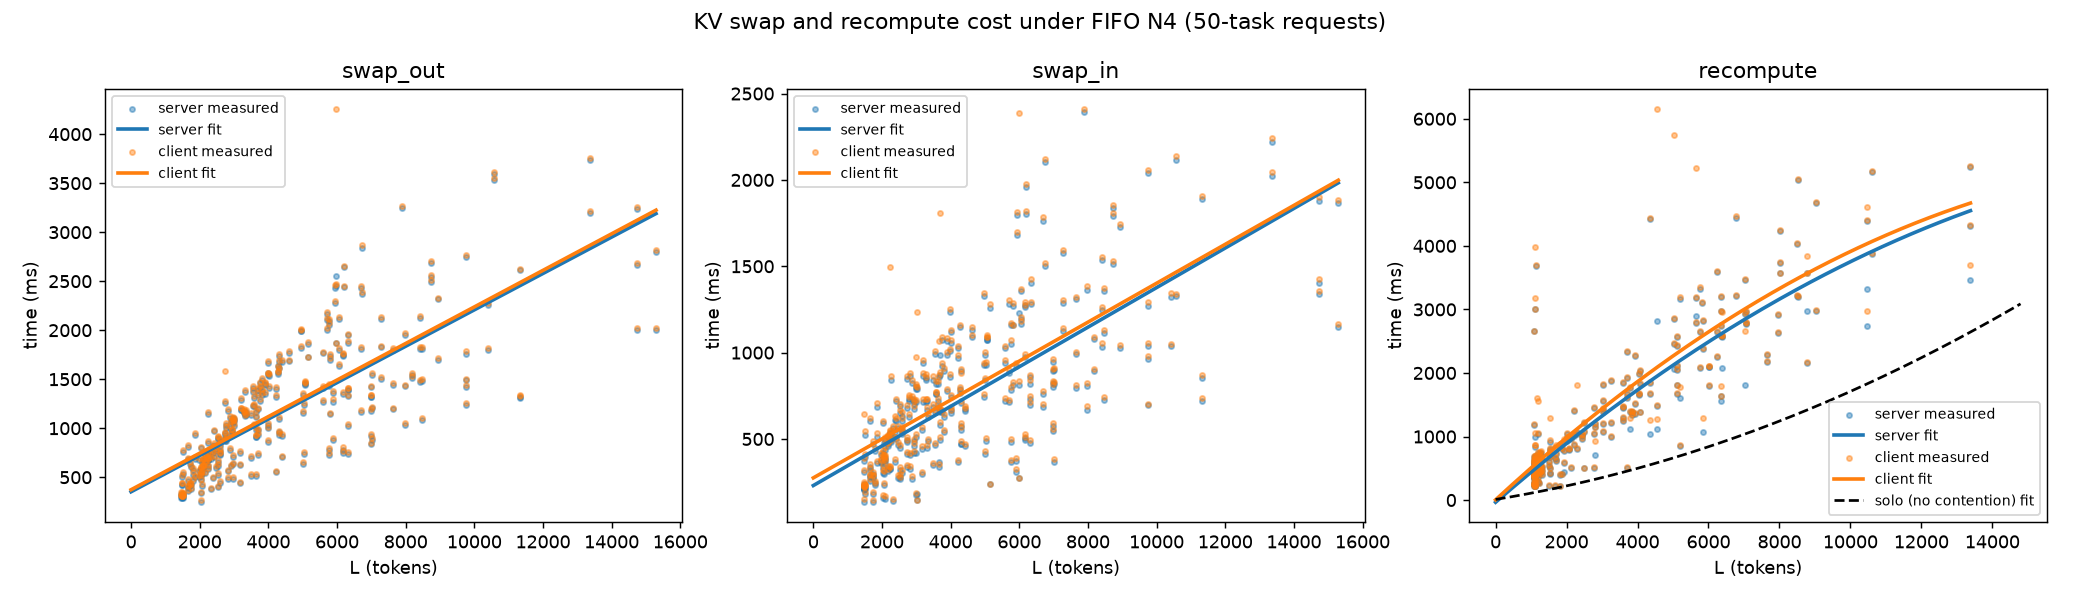 KV swap and recompute cost under FIFO N4 (50-task requests)
swap_out
server measured
server fit
client measured
client fit
4000
3500
3000
2500
2000
1500
1000
500
time (ms)
0 2000 4000 6000 8000 10000 12000 14000 16000
L (tokens)
swap_in
server measured
server fit
client measured
client fit
2500
2000
1500
1000
500
time (ms)
0 2000 4000 6000 8000 10000 12000 14000 16000
L (tokens)
recompute
6000
5000
4000
3000
2000
1000
0
time (ms)
server measured
server fit
client measured
client fit
solo (no contention) fit
0 2000 4000 6000 8000 10000 12000 14000
L (tokens)